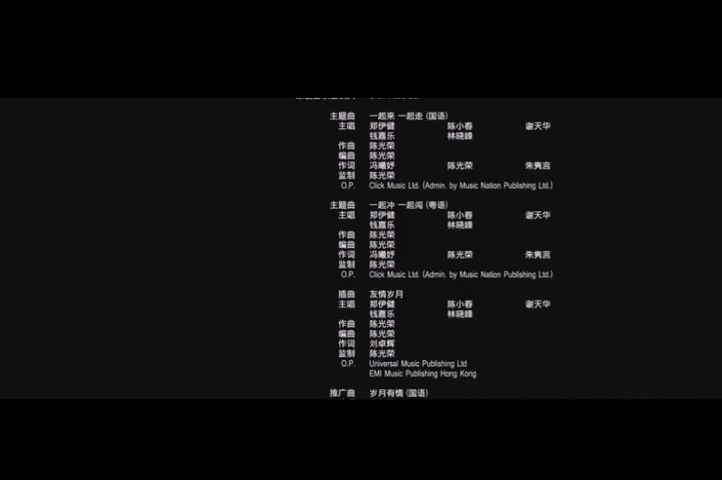 主题曲 一起来 一起走 (国语)
主唱 郑伊健 陈小春 谢天华
钱嘉乐 林晓峰
作曲 陈光荣
编曲 陈光荣
作词 冯曦妤 陈光荣 朱隽言
监制 陈光荣
O.P. Click Music Ltd. (Admin. by Music Nation Publishing Ltd.)
主题曲 一起冲 一起闯 (粤语)
主唱 郑伊健 陈小春 谢天华
钱嘉乐 林晓峰
作曲 陈光荣
编曲 陈光荣
作词 冯曦妤 陈光荣 朱隽言
监制 陈光荣
O.P. Click Music Ltd. (Admin. by Music Nation Publishing Ltd.)
插曲 友情岁月
主唱 郑伊健 陈小春 谢天华
钱嘉乐 林晓峰
作曲 陈光荣
编曲 陈光荣
作词 刘卓辉
监制 陈光荣
O.P. Universal Music Publishing Ltd
EMI Music Publishing Hong Kong
推广曲 岁月有情 (国语)